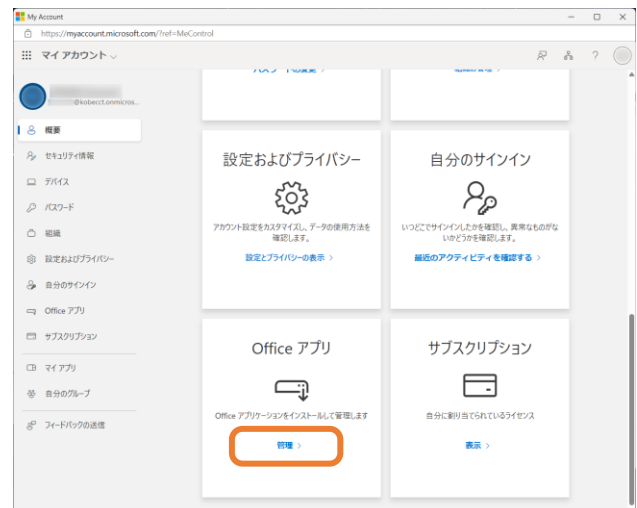 My Account
https://myaccount.microsoft.com/?ref=MeControl
マイ アカウント
@kobecct.onmicros...
概要
セキュリティ情報
デバイス
パスワード
組織
設定およびプライバシー
自分のサインイン
Office アプリ
サブスクリプション
マイ アプリ
自分のグループ
フィードバックの送信
設定およびプライバシー
アカウント設定をカスタマイズし、データの使用方法を
確認します。
設定とプライバシーの表示 >
自分のサインイン
いつどこでサインインしたかを確認し、異常なものがな
いかどうかを確認します。
最近のアクティビティを確認する >
Office アプリ
Office アプリケーションをインストールして管理します
管理 >
サブスクリプション
自分に割り当てられているライセンス
表示 >